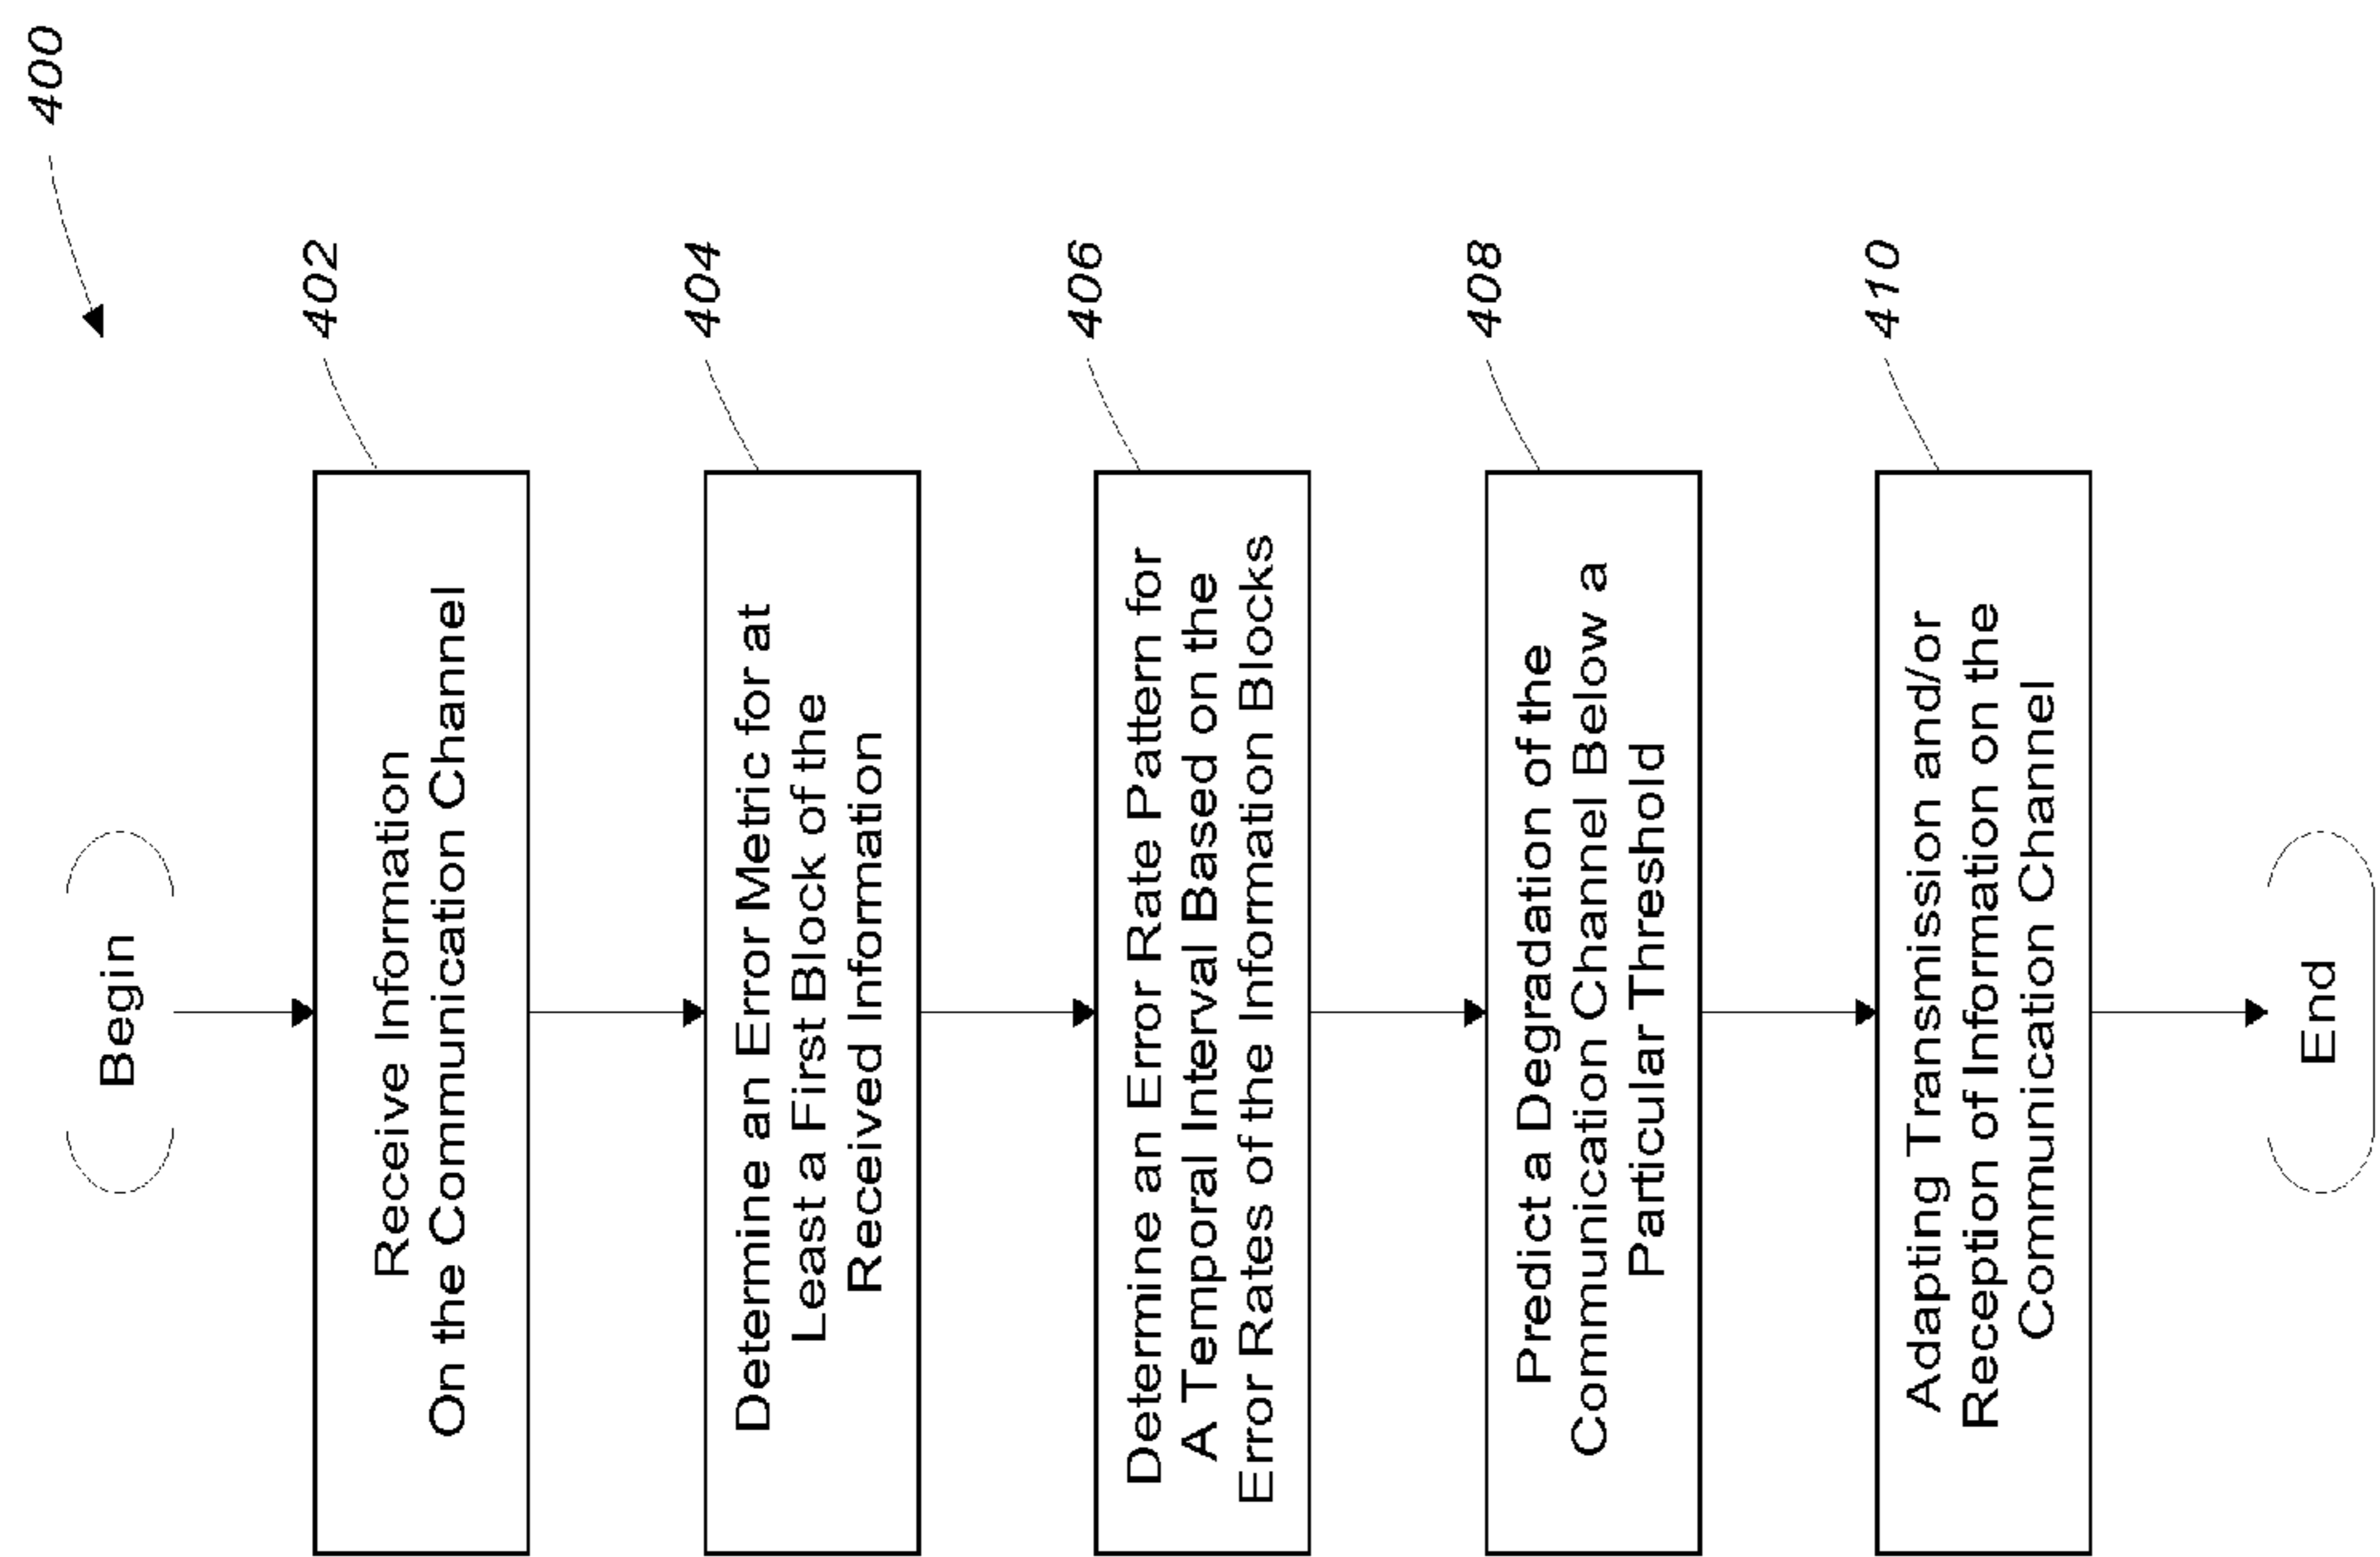 400
Begin
402
Receive Information
On the Communication Channel
404
Determine an Error Metric for at
Least a First Block of the
Received Information
406
Determine an Error Rate Pattern for
A Temporal Interval Based on the
Error Rates of the Information Blocks
408
Predict a Degradation of the
Communication Channel Below a
Particular Threshold
410
Adapting Transmission and/or
Reception of Information on the
Communication Channel
End